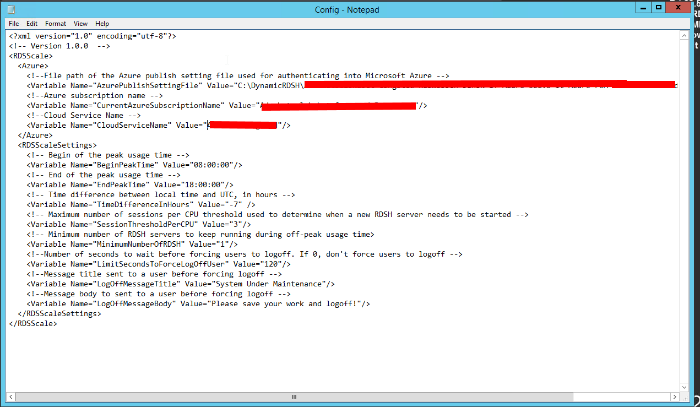 Config - Notepad
File Edit Format View Help
<?xml version="1.0" encoding="utf-8"?>
<!-- Version 1.0.0  -->
<RDSScale>
<Azure>
<!--File path of the Azure publish setting file used for authenticating into Microsoft Azure -->
<Variable Name="AzurePublishSettingFile" Value="C:\DynamicRDSH\
<!--Azure subscription name -->
<Variable Name="CurrentAzureSubscriptionName" Value="/>
<!--Cloud Service Name -->
<Variable Name="CloudServiceName" Value=""/>
</Azure>
<RDSScaleSettings>
<!-- Begin of the peak usage time -->
<Variable Name="BeginPeakTime" Value="08:00:00"/>
<!-- End of the peak usage time -->
<Variable Name="EndPeakTime" Value="18:00:00"/>
<!-- Time difference between local time and UTC, in hours -->
<Variable Name="TimeDifferenceInHours" Value="-7" />
<!-- Maximum number of sessions per CPU threshold used to determine when a new RDSH server needs to be started -->
<Variable Name="SessionThresholdPerCPU" Value="3"/>
<!-- Minimum number of RDSH servers to keep running during off-peak usage time>
<Variable Name="MinimumNumberOfRDSH" Value="1"/>
<!--Number of seconds to wait before forcing users to logoff. If 0, don't force users to logoff -->
<Variable Name="LimitSecondsToForceLogOffUser" Value="120"/>
<!--Message title sent to a user before forcing logoff -->
<Variable Name="LogOffMessageTitle" Value="System Under Maintenance"/>
<!--Message body sent to a user before forcing logoff -->
<Variable Name="LogOffMessageBody" Value="Please save your work and logoff!"/>
</RDSScaleSettings>
</RDSScale>